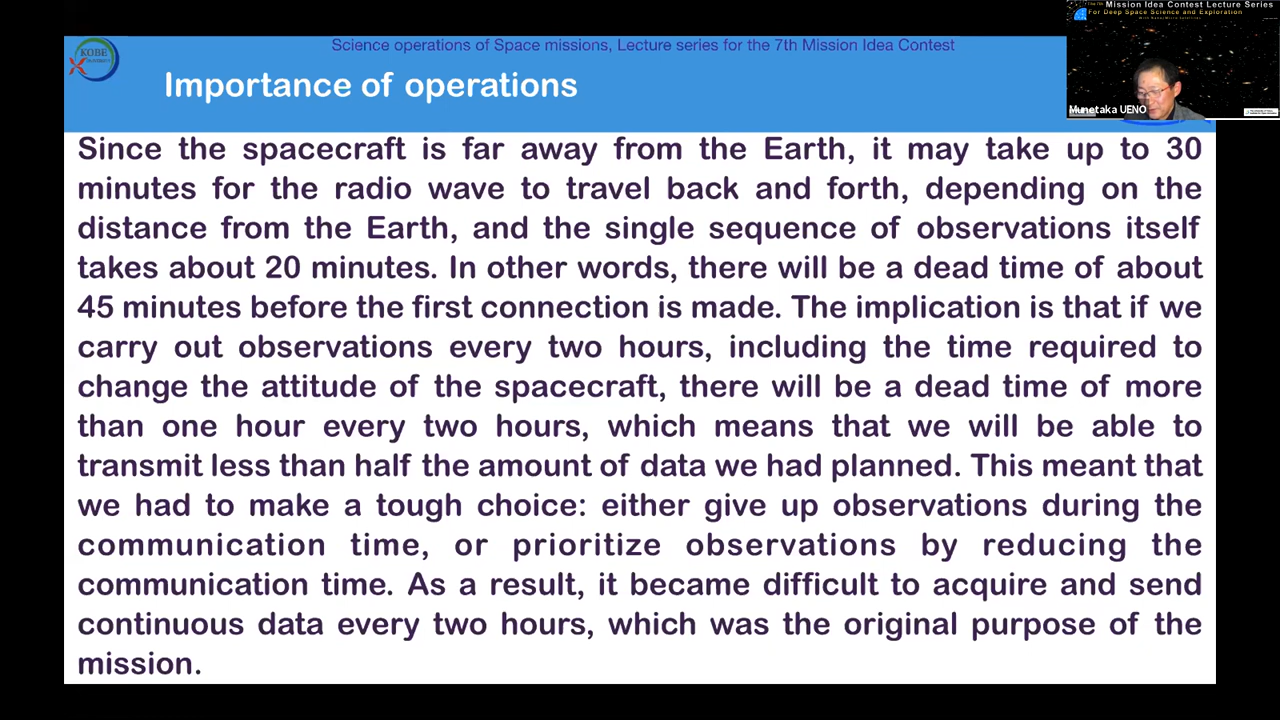 Mission Idea Contest Lecture Series
For Deep Space Science and Exploration
Science operations of Space missions, Lecture series for the 7th Mission Idea Contest
KOBE
Importance of operations
Munetaka UENO
Since the spacecraft is far away from the Earth, it may take up to 30
minutes for the radio wave to travel back and forth, depending on the
distance from the Earth, and the single sequence of observations itself
takes about 20 minutes. In other words, there will be a dead time of about
45 minutes before the first connection is made. The implication is that if we
carry out observations every two hours, including the time required to
change the attitude of the spacecraft, there will be a dead time of more
than one hour every two hours, which means that we will be able to
transmit less than half the amount of data we had planned. This meant that
we had to make a tough choice: either give up observations during the
communication time, or prioritize observations by reducing the
communication time. As a result, it became difficult to acquire and send
continuous data every two hours, which was the original purpose of the
mission.